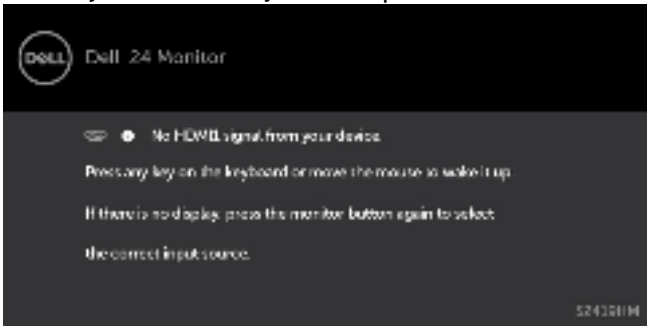 DELL Dell 24 Monitor
No HDMI1 signal from your device.
Press any key on the keyboard or move the mouse to wake it up
If there is no display, press the monitor button again to select
the correct input source.
S2419HM